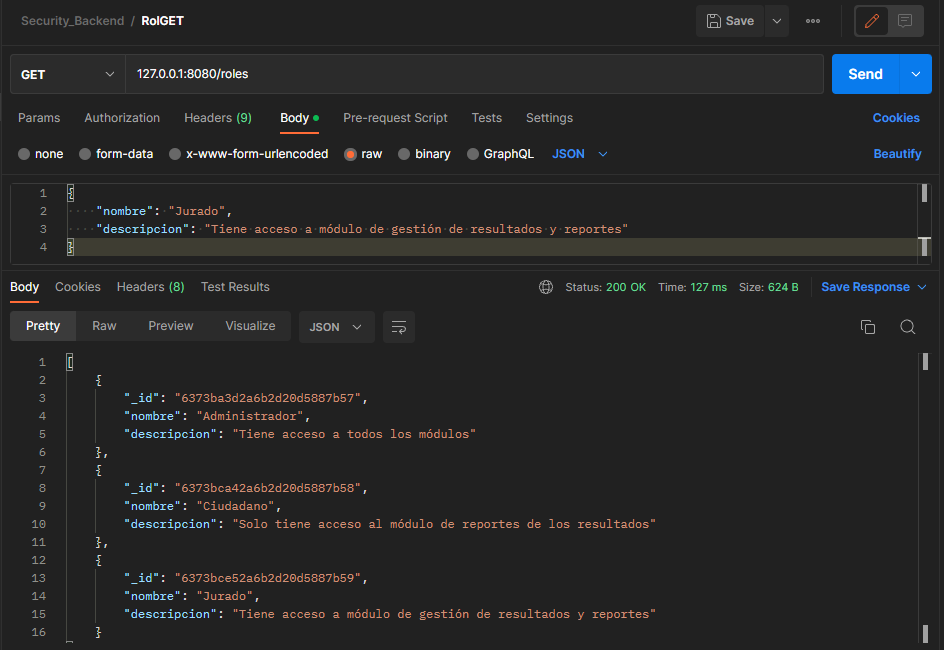 Security_Backend / RolGET
Save
GET 127.0.0.1:8080/roles Send
Params Authorization Headers (9) Body Pre-request Script Tests Settings Cookies
none form-data x-www-form-urlencoded raw binary GraphQL JSON Beautify
1 {
2 "nombre": "Jurado",
3 "descripcion": "Tiene acceso a módulo de gestión de resultados y reportes"
4 }
Body Cookies Headers (8) Test Results Status: 200 OK Time: 127 ms Size: 624 B Save Response
Pretty Raw Preview Visualize JSON
1 [
2 {
3 "_id": "6373ba3d2a6b2d20d5887b57",
4 "nombre": "Administrador",
5 "descripcion": "Tiene acceso a todos los módulos"
6 },
7 {
8 "_id": "6373bca42a6b2d20d5887b58",
9 "nombre": "Ciudadano",
10 "descripcion": "Solo tiene acceso al módulo de reportes de los resultados"
11 },
12 {
13 "_id": "6373bce52a6b2d20d5887b59",
14 "nombre": "Jurado",
15 "descripcion": "Tiene acceso a módulo de gestión de resultados y reportes"
16 }